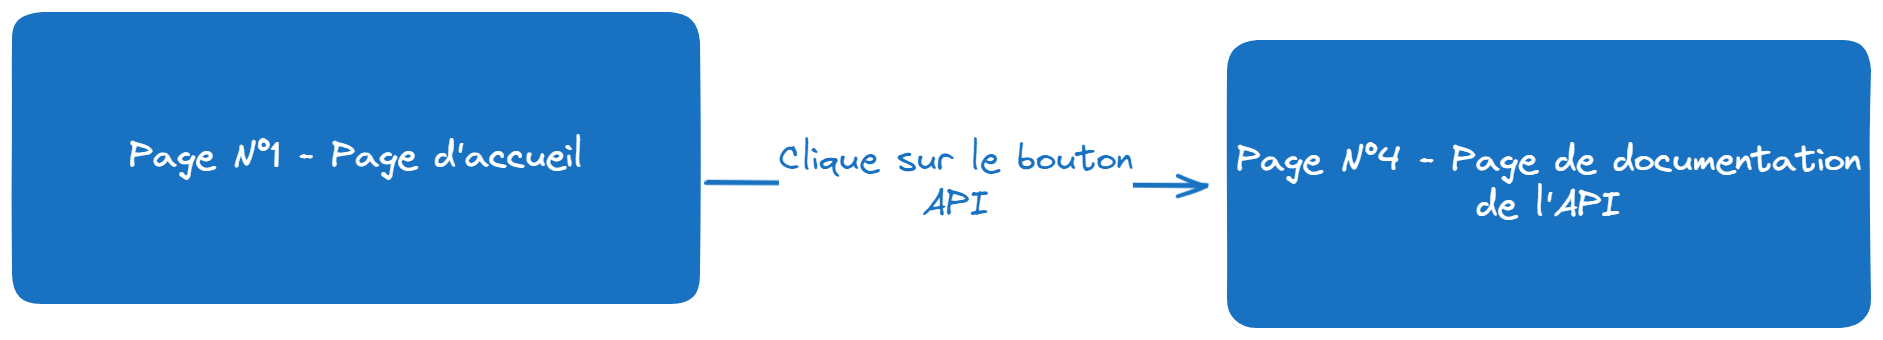 Page N°1 - Page d'accueil
Clique sur le bouton
API
Page N°4 - Page de documentation
de l'API